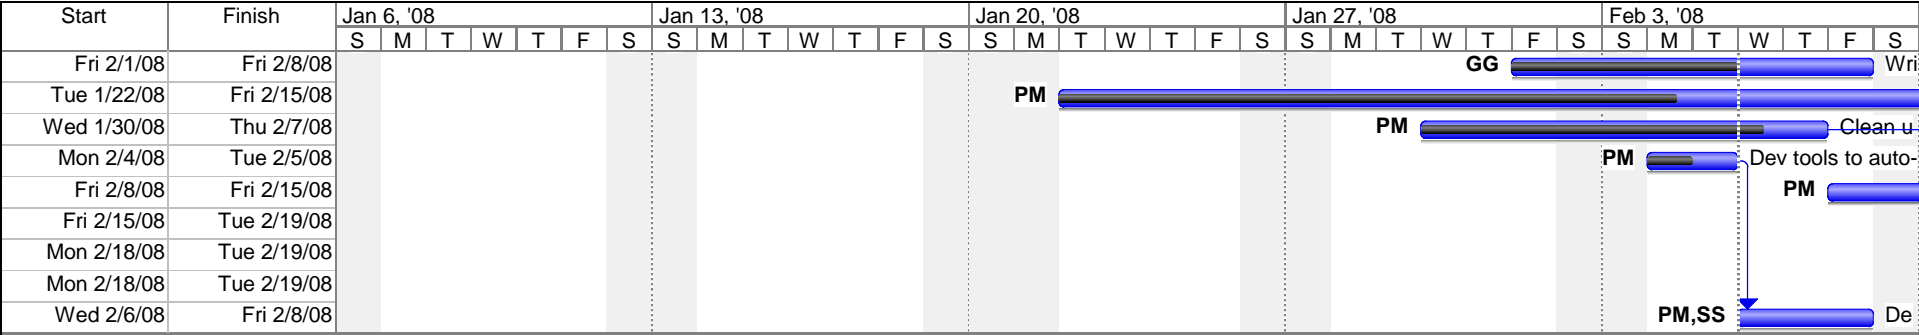 Start Finish Jan 6, '08 Jan 13, '08 Jan 20, '08 Jan 27, '08 Feb 3, '08
S M T W T F S S M T W T F S S M T W T F S S M T W T F S S M T W T F S
Fri 2/1/08 Fri 2/8/08 GG Wri
Tue 1/22/08 Fri 2/15/08 PM
Wed 1/30/08 Thu 2/7/08 PM Clean u
Mon 2/4/08 Tue 2/5/08 PM Dev tools to auto-
Fri 2/8/08 Fri 2/15/08 PM
Fri 2/15/08 Tue 2/19/08
Mon 2/18/08 Tue 2/19/08
Mon 2/18/08 Tue 2/19/08
Wed 2/6/08 Fri 2/8/08 PM,SS De